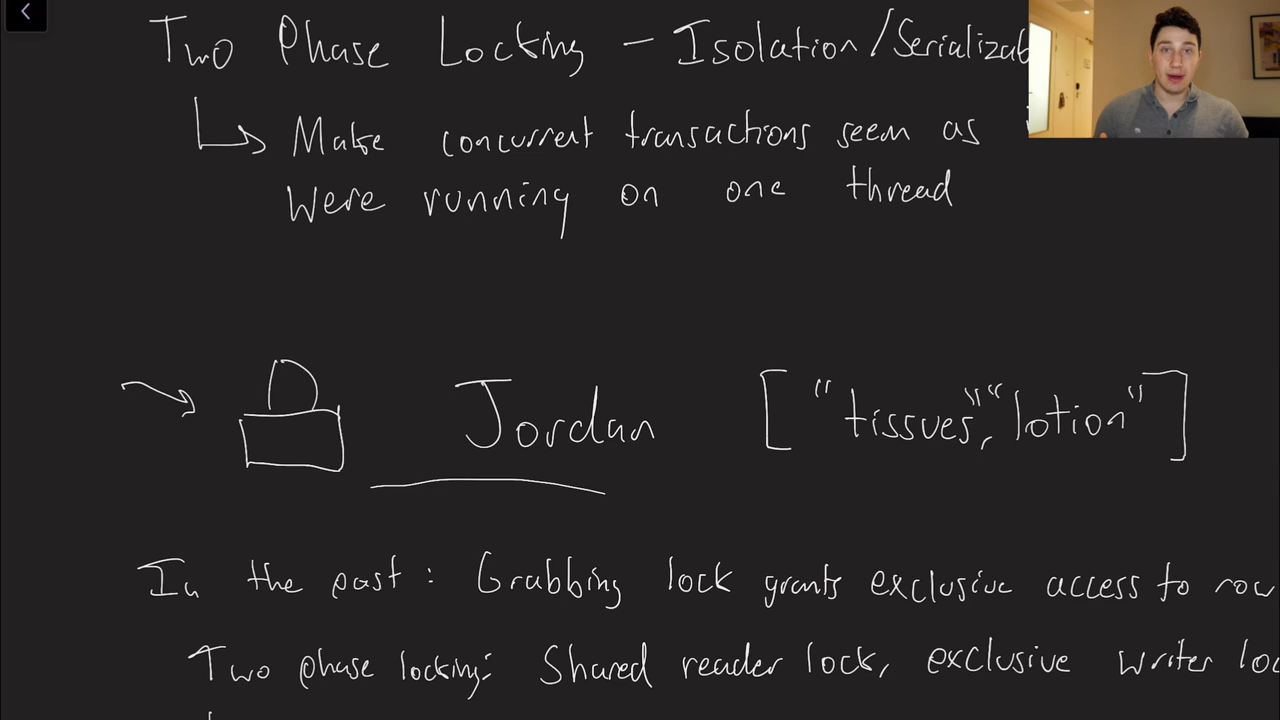 Two Phase Locking - Isolation/Serializab
Make concurrent transactions seem as
Were running on one thread
Jordan ["tissues", "lotion"]
In the past: Grabbing lock grants exclusive access to row
Two phase locking: Shared reader lock, exclusive writer loc